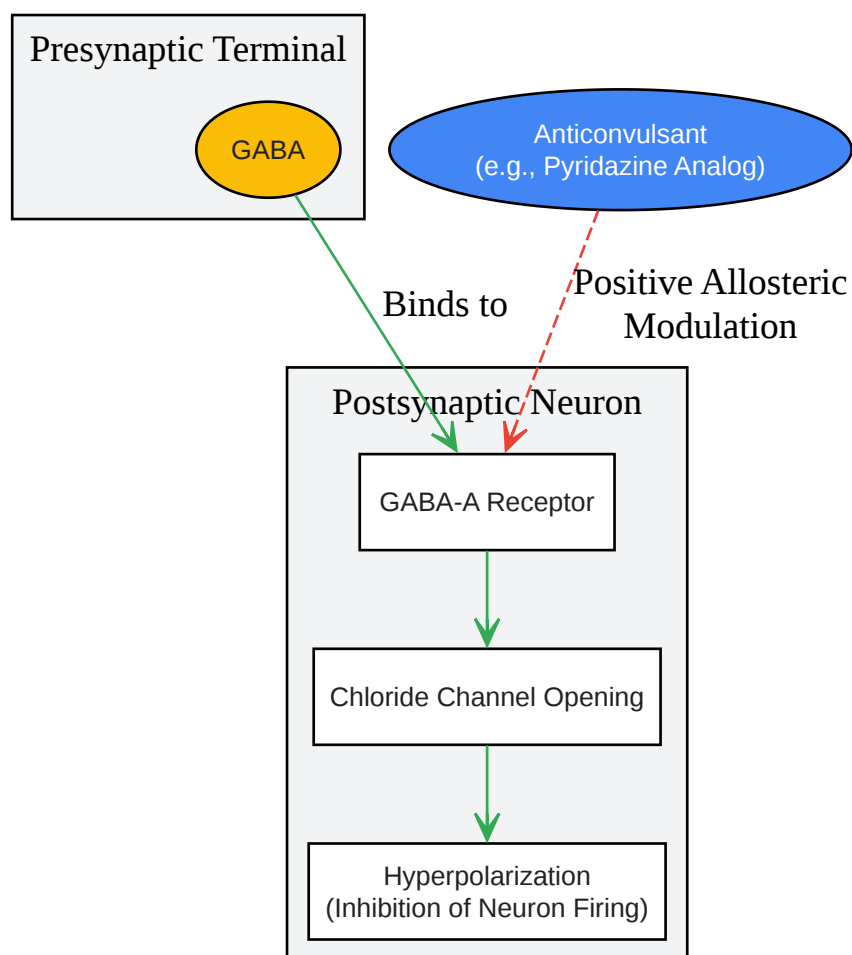 Presynaptic Terminal
GABA
Anticonvulsant
(e.g., Pyridazine Analog)
Binds to
Positive Allosteric
Modulation
Postsynaptic Neuron
GABA-A Receptor
Chloride Channel Opening
Hyperpolarization
(Inhibition of Neuron Firing)